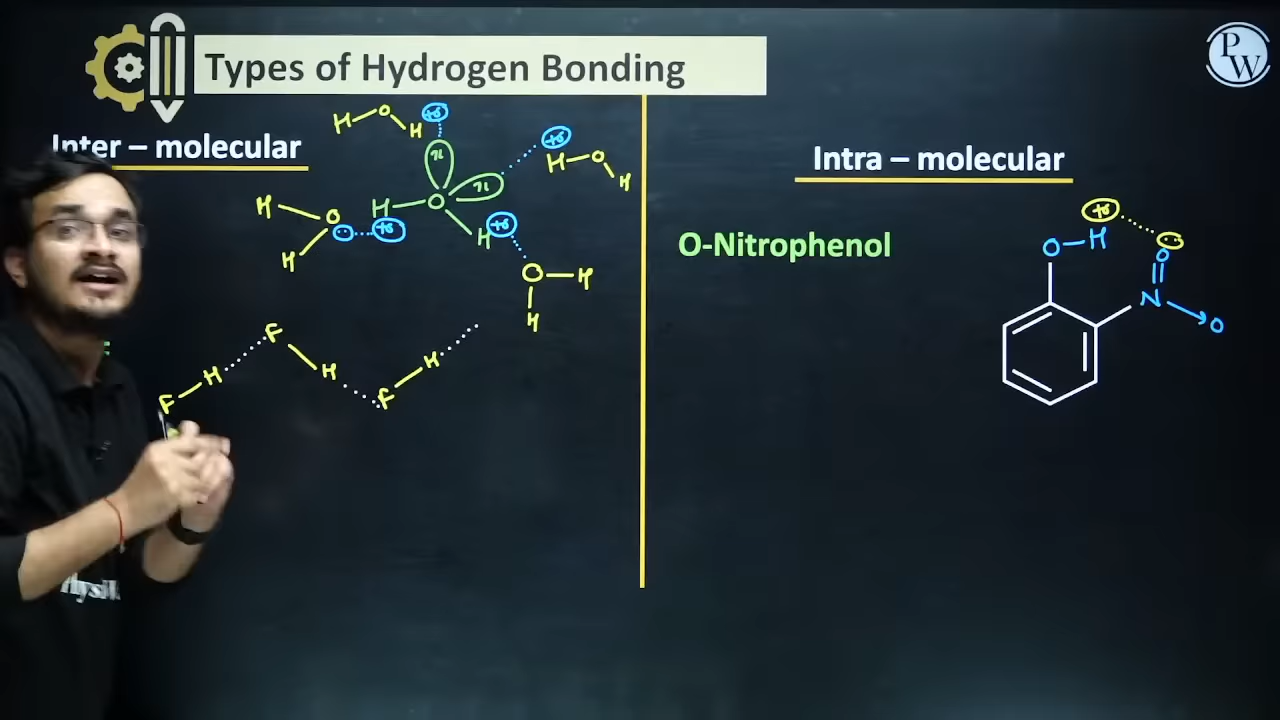 Types of Hydrogen Bonding
PW
Inter – molecular
Intra – molecular
O-Nitrophenol
H O H
+δ
+δ
H O H
n
n
H O H
H O H
+δ
+δ
O H
H
F H F H F H
+δ
O H
O
N O